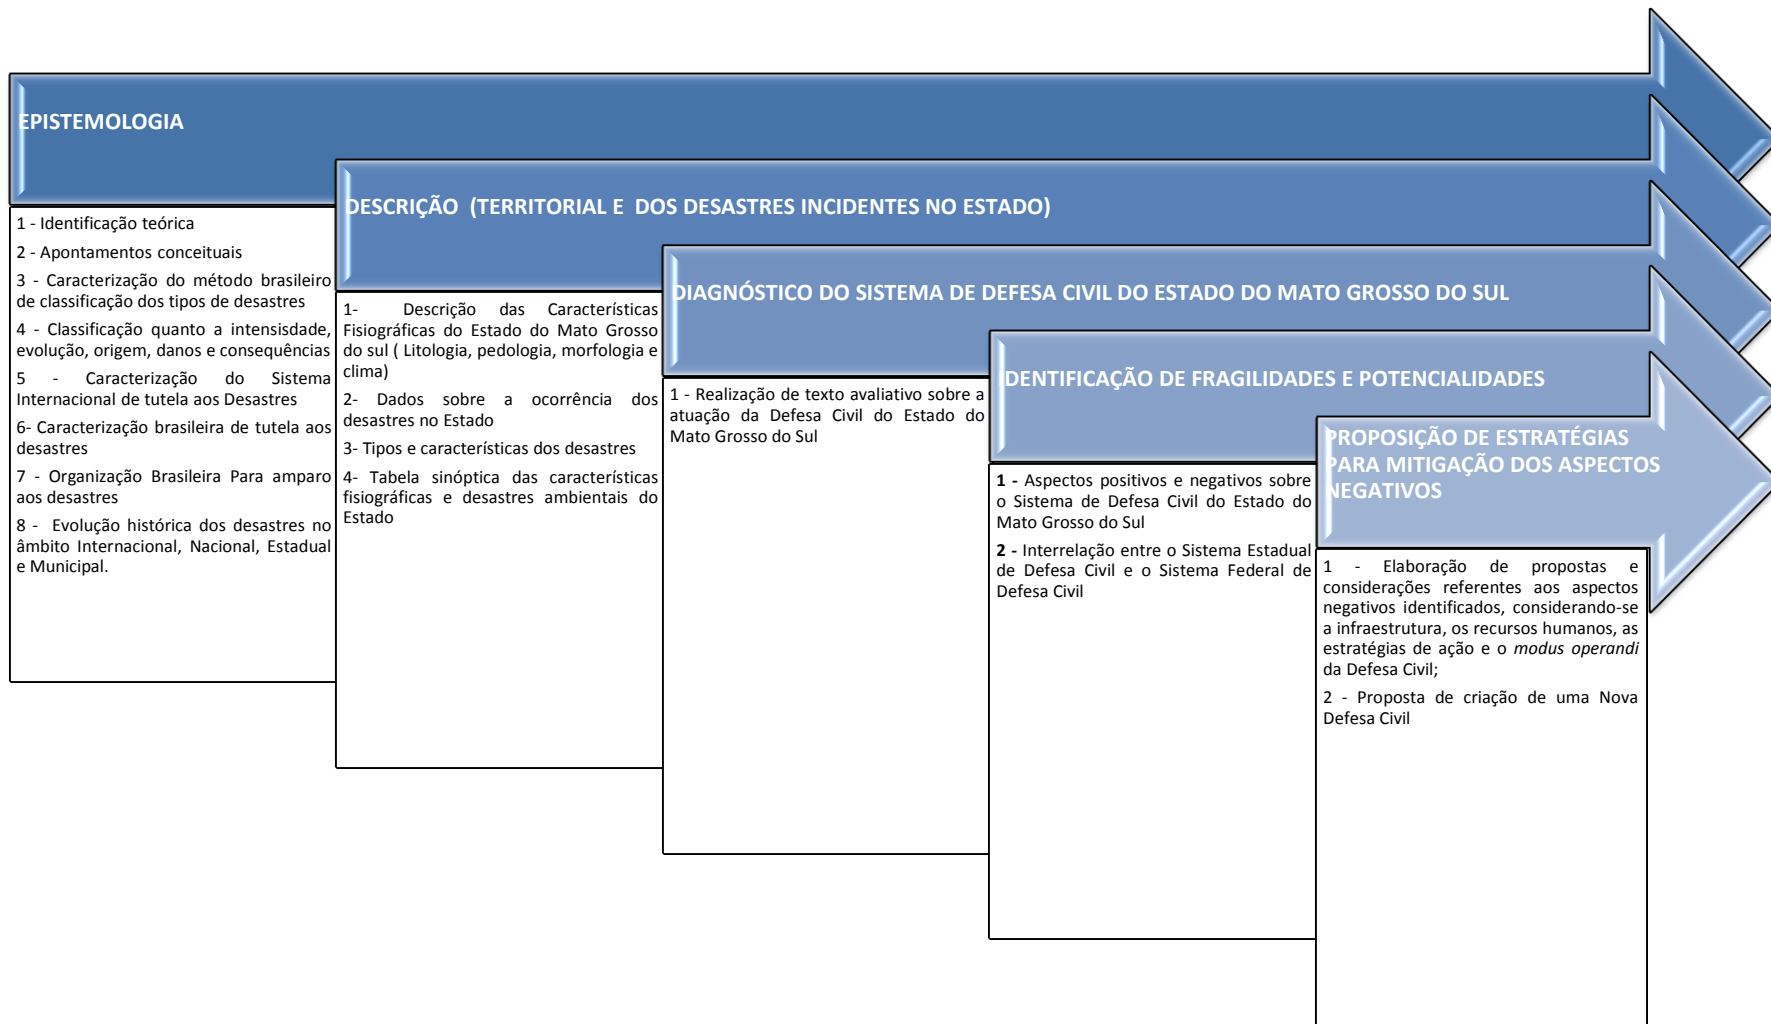 EPISTEMOLOGIA
1 - Identificação teórica
2 - Apontamentos conceituais
3 - Caracterização do método brasileiro
de classificação dos tipos de desastres
4 - Classificação quanto a intensisdade,
evolução, origem, danos e consequências
5 - Caracterização do Sistema
Internacional de tutela aos Desastres
6- Caracterização brasileira de tutela aos
desastres
7 - Organização Brasileira Para amparo
aos desastres
8 - Evolução histórica dos desastres no
âmbito Internacional, Nacional, Estadual
e Municipal.
DESCRIÇÃO (TERRITORIAL E DOS DESASTRES INCIDENTES NO ESTADO)
1- Descrição das Características
Fisiográficas do Estado do Mato Grosso
do sul ( Litologia, pedologia, morfologia e
clima)
2- Dados sobre a ocorrência dos
desastres no Estado
3- Tipos e características dos desastres
4- Tabela sinóptica das características
fisiográficas e desastres ambientais do
Estado
DIAGNÓSTICO DO SISTEMA DE DEFESA CIVIL DO ESTADO DO MATO GROSSO DO SUL
1 - Realização de texto avaliativo sobre a
atuação da Defesa Civil do Estado do
Mato Grosso do Sul
IDENTIFICAÇÃO DE FRAGILIDADES E POTENCIALIDADES
1 - Aspectos positivos e negativos sobre
o Sistema de Defesa Civil do Estado do
Mato Grosso do Sul
2 - Interrelação entre o Sistema Estadual
de Defesa Civil e o Sistema Federal de
Defesa Civil
PROPOSIÇÃO DE ESTRATÉGIAS
PARA MITIGAÇÃO DOS ASPECTOS
NEGATIVOS
1 - Elaboração de propostas e
considerações referentes aos aspectos
negativos identificados, considerando-se
a infraestrutura, os recursos humanos, as
estratégias de ação e o modus operandi
da Defesa Civil;
2 - Proposta de criação de uma Nova
Defesa Civil